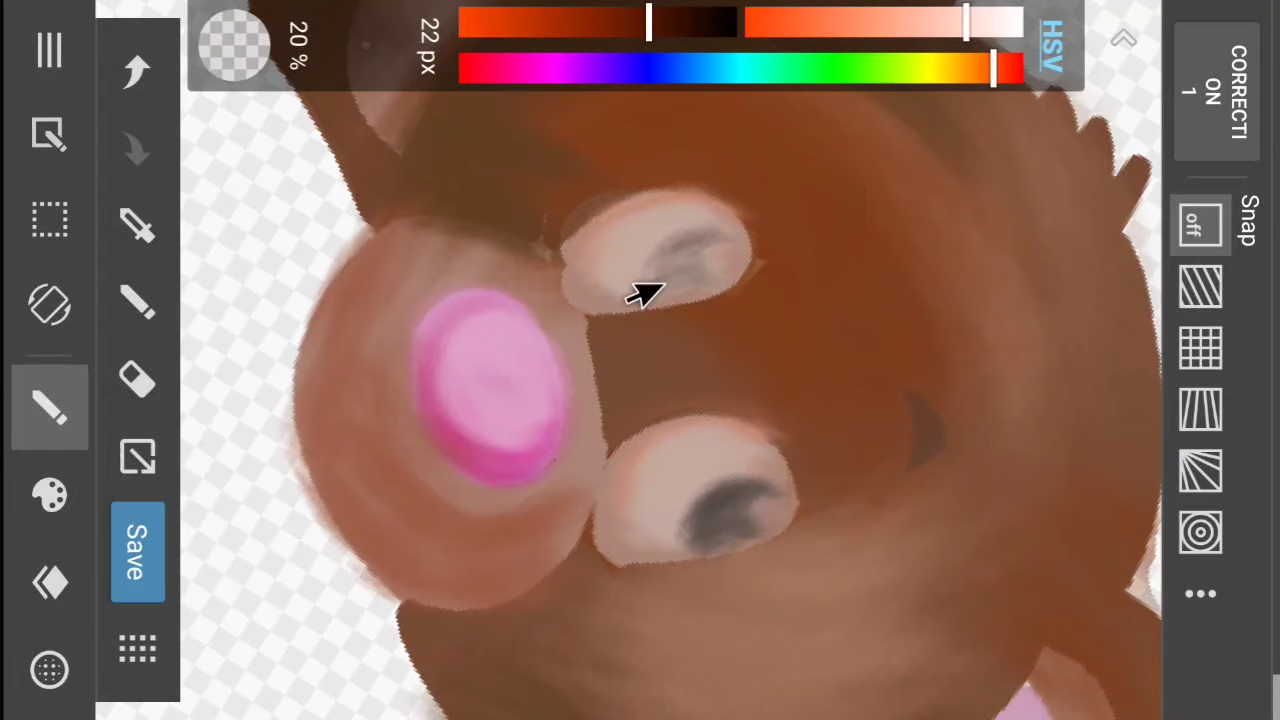 CORRECTI
ON
1
Snap
off
HSV
22 px
20 %
Save